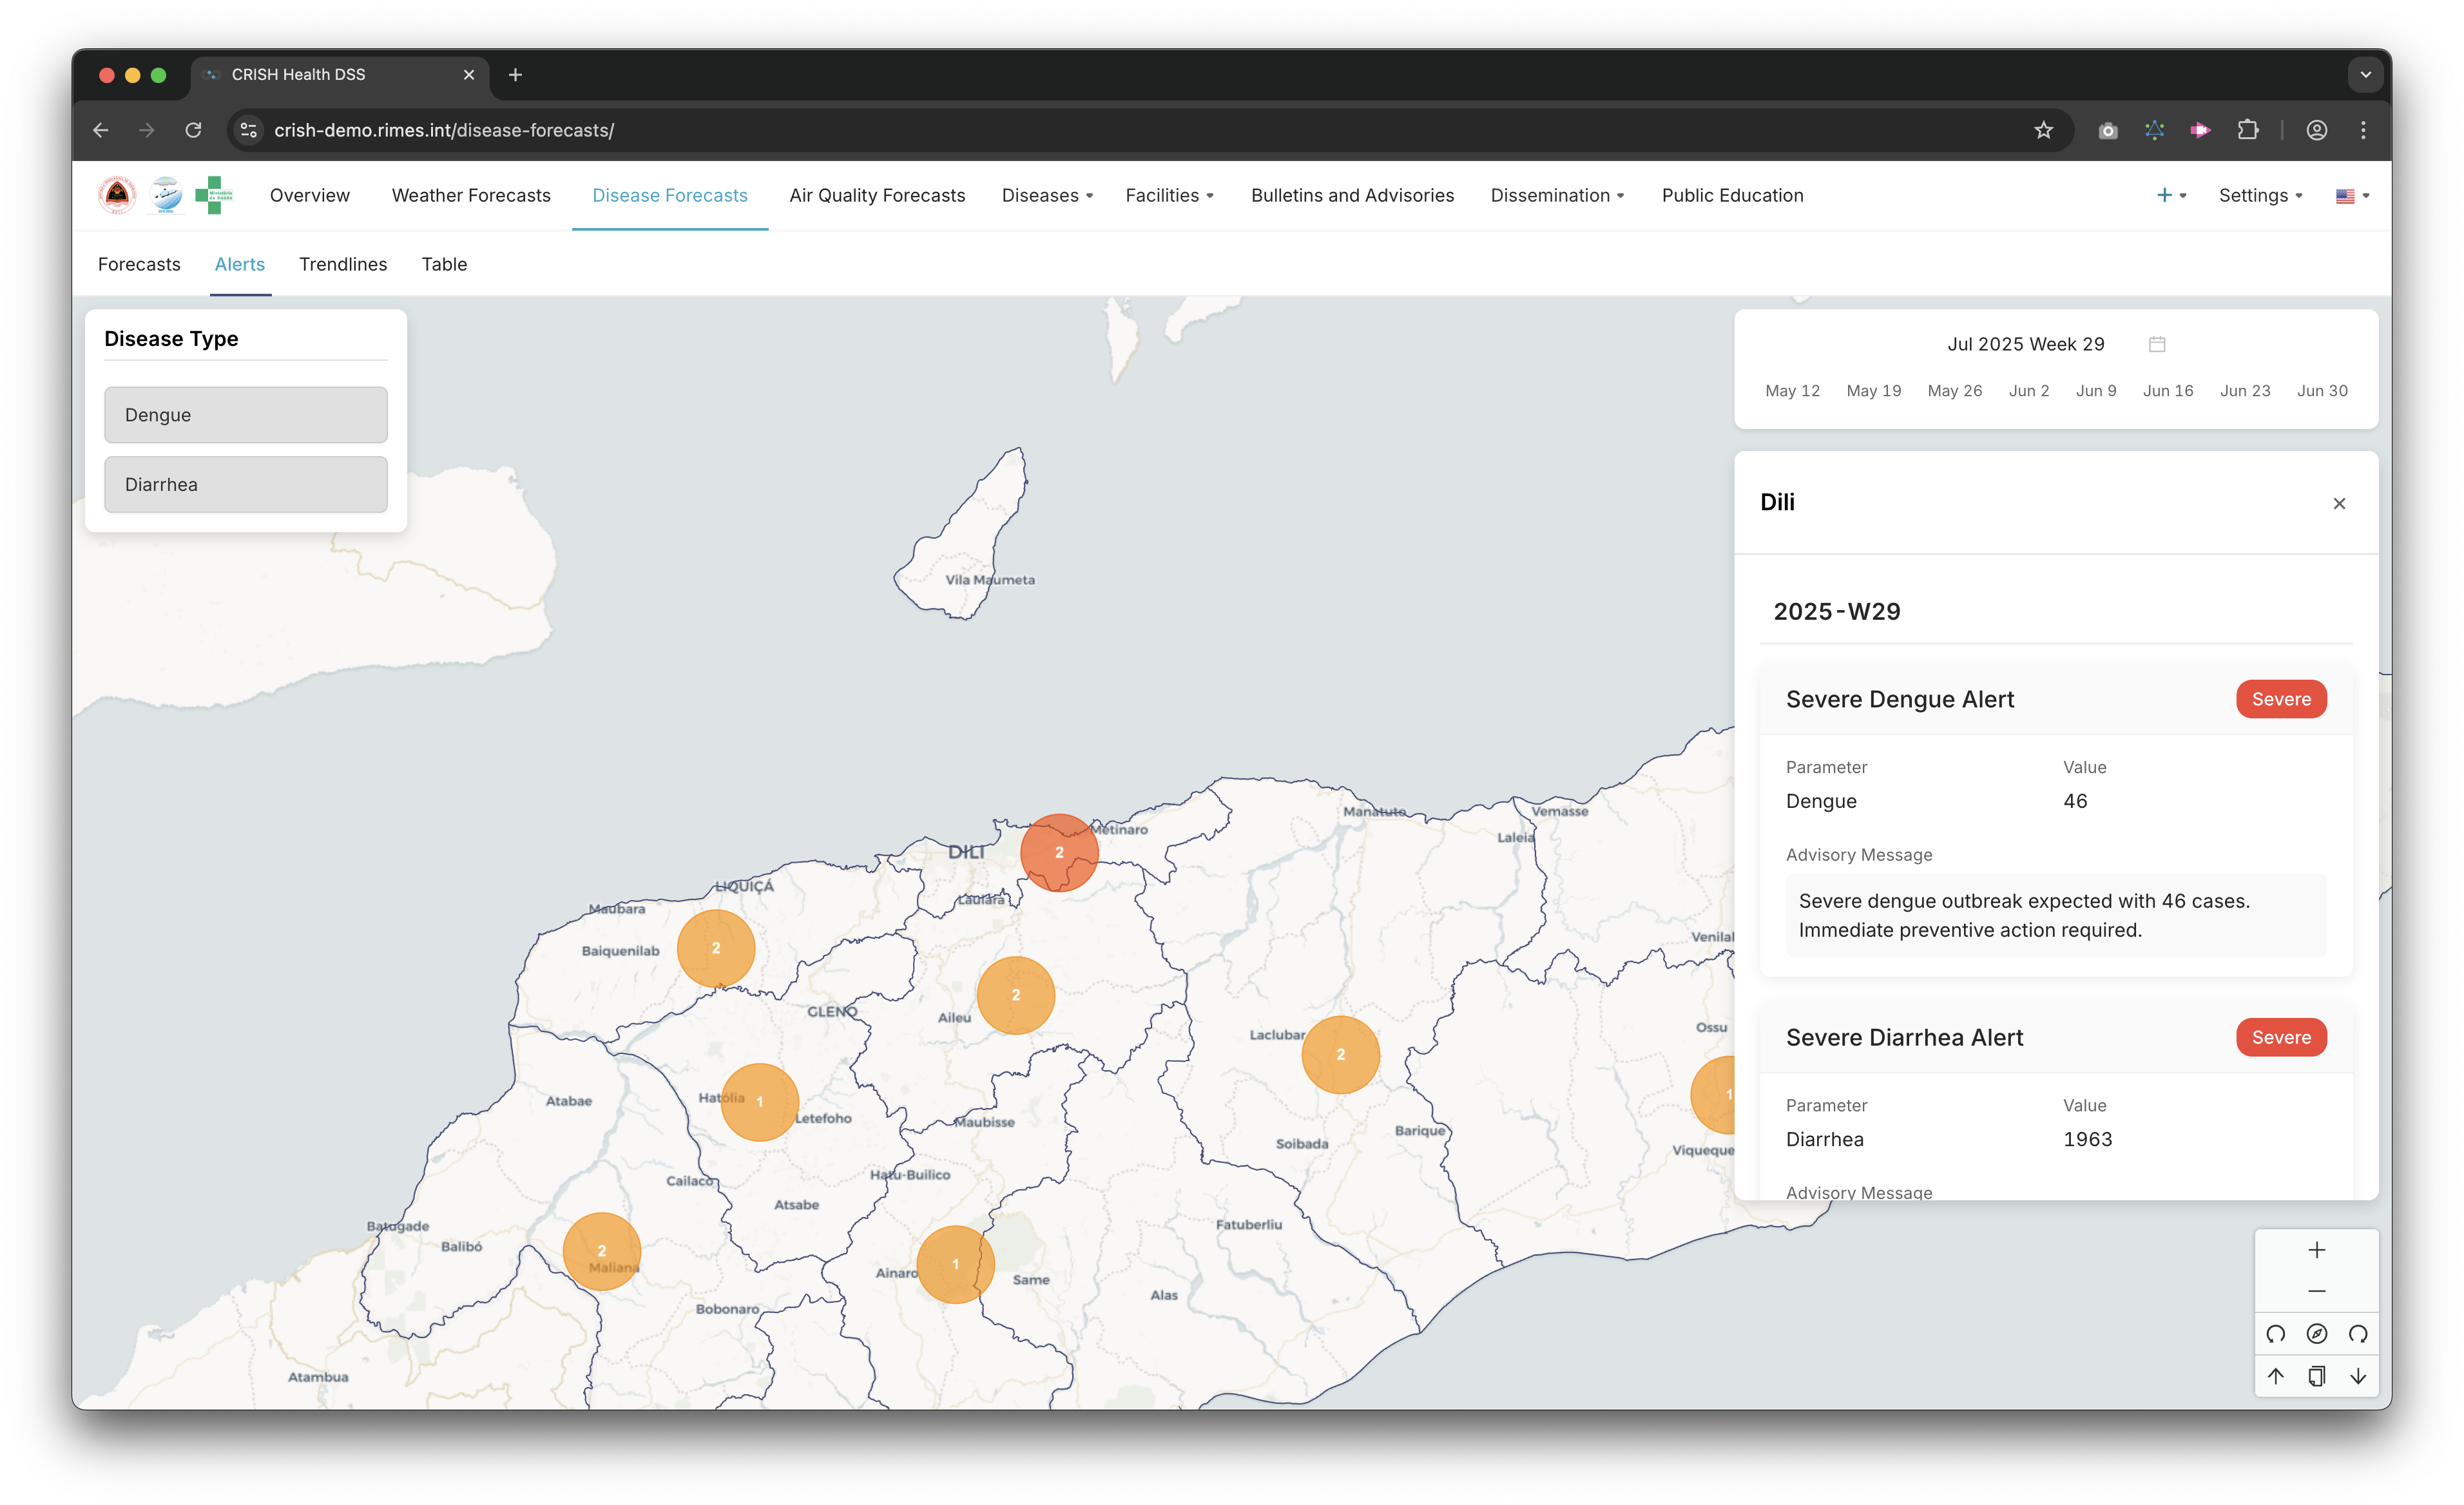 CRISH Health DSS
crish-demo.rimes.int/disease-forecasts/
Overview
Weather Forecasts
Disease Forecasts
Air Quality Forecasts
Diseases
Facilities
Bulletins and Advisories
Dissemination
Public Education
Settings
Forecasts
Alerts
Trendlines
Table
Disease Type
Dengue
Diarrhea
Jul 2025 Week 29
May 12
May 19
May 26
Jun 2
Jun 9
Jun 16
Jun 23
Jun 30
Dili
2025-W29
Severe Dengue Alert
Severe
Parameter
Value
Dengue
46
Advisory Message
Severe dengue outbreak expected with 46 cases.
Immediate preventive action required.
Severe Diarrhea Alert
Severe
Parameter
Value
Diarrhea
1963
Advisory Message
Vila Maumeta
Manatuto
Vemasse
Metinaro
Laleia
DILI
2
LIQUIÇÁ
Laulara
Maubara
Baiquenilab
2
Venilal
2
GLENO
Aileu
Ossu
Laclubar
2
1
Atabae
Hatólia
1
Letefoho
Maubisse
Barique
Soibada
Viqueque
Hatu-Builico
Cailaco
Atsabe
Batugade
Fatuberliu
Balibó
2
Maliana
Ainaro
1
Same
Alas
Bobonaro
Atambua